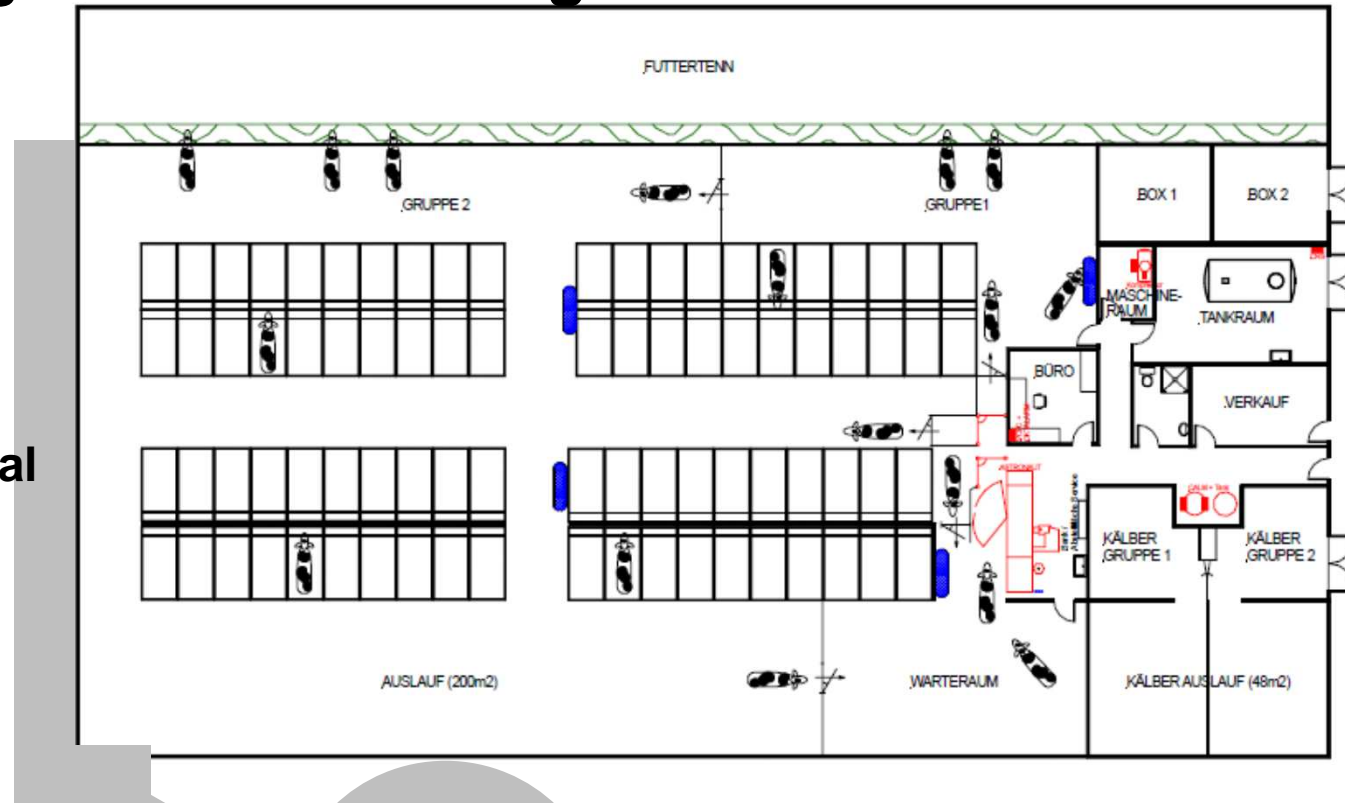 FUTTERTENN
GRUPPE 2
GRUPPE1
BOX 1
BOX 2
MASCHINE-
RAUM
TANKRAUM
BÜRO
VERKAUF
al
ASTRONAUT
KÄLBER
GRUPPE 1
KÄLBER
GRUPPE 2
AUSLAUF (200m2)
WARTERAUM
KÄLBER AUSLAUF (48m2)